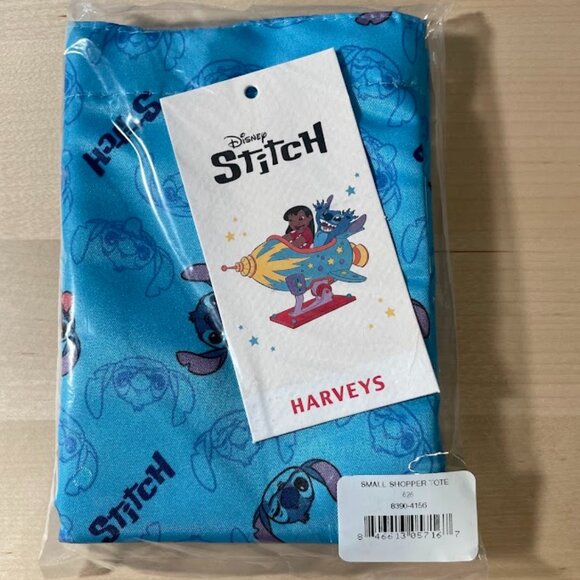 Disney
StitcH
HARVEYS
StitcH
StitcH
SMALL SHOPPER TOTE
626
8390-4156
8 46613 05716 7